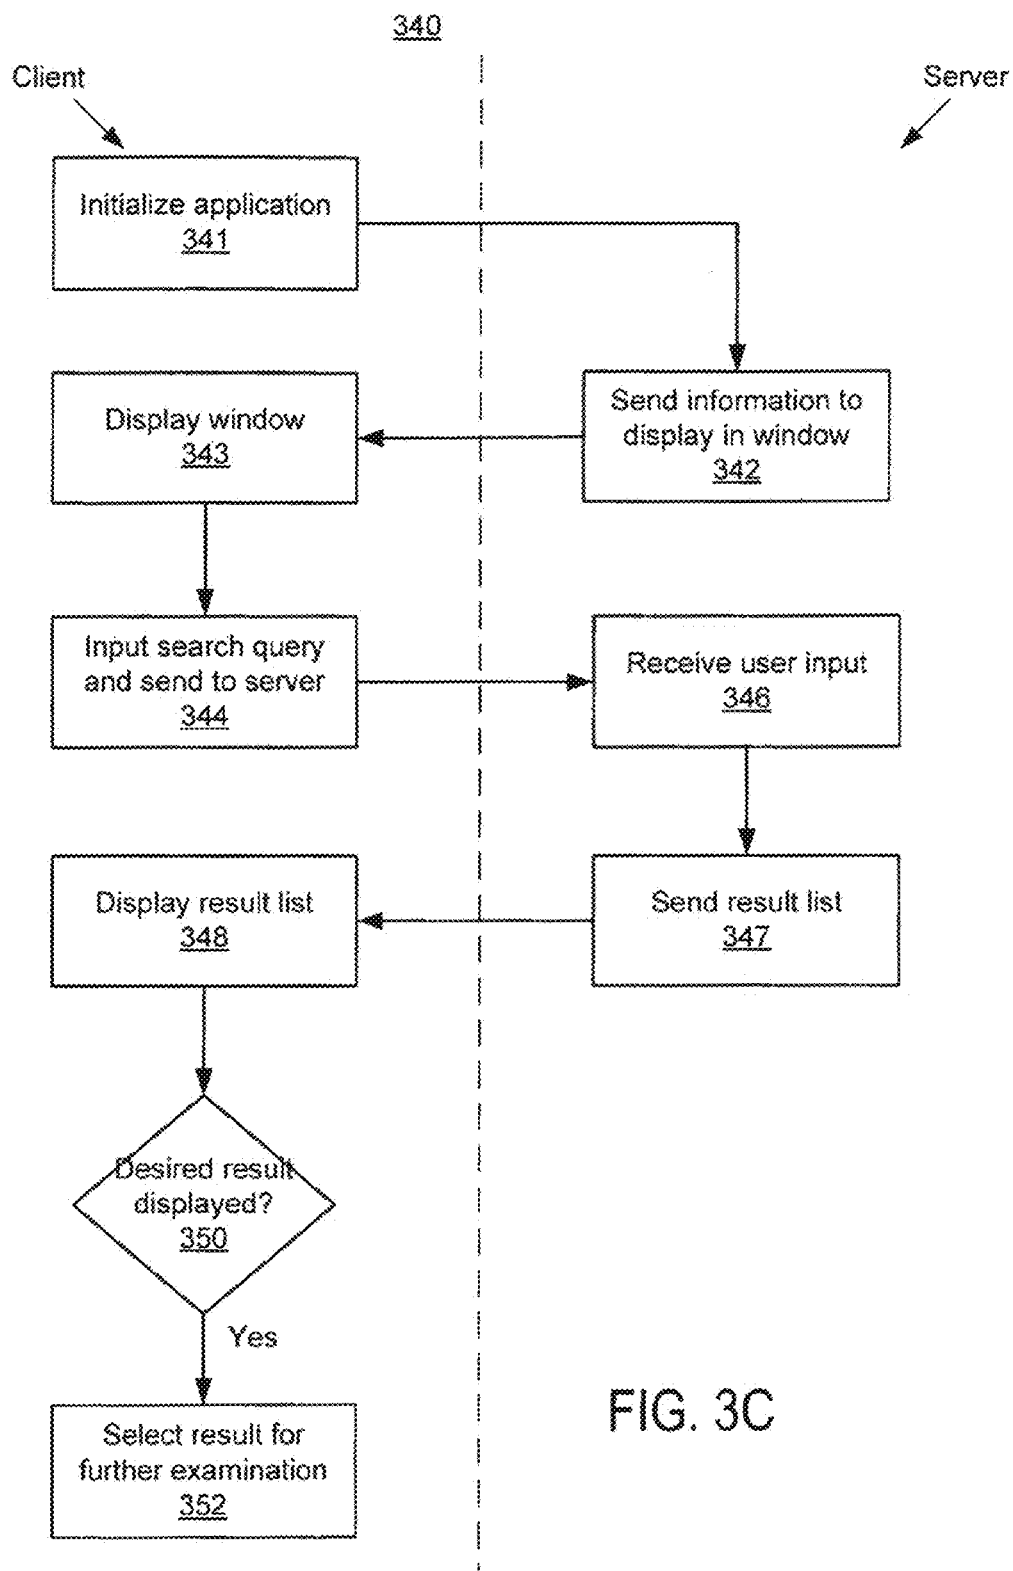 340
Client
Server
Initialize application
341
Send information to
display in window
342
Display window
343
Input search query
and send to server
344
Receive user input
346
Send result list
347
Display result list
348
Desired result
displayed?
350
Yes
Select result for
further examination
352
FIG. 3C